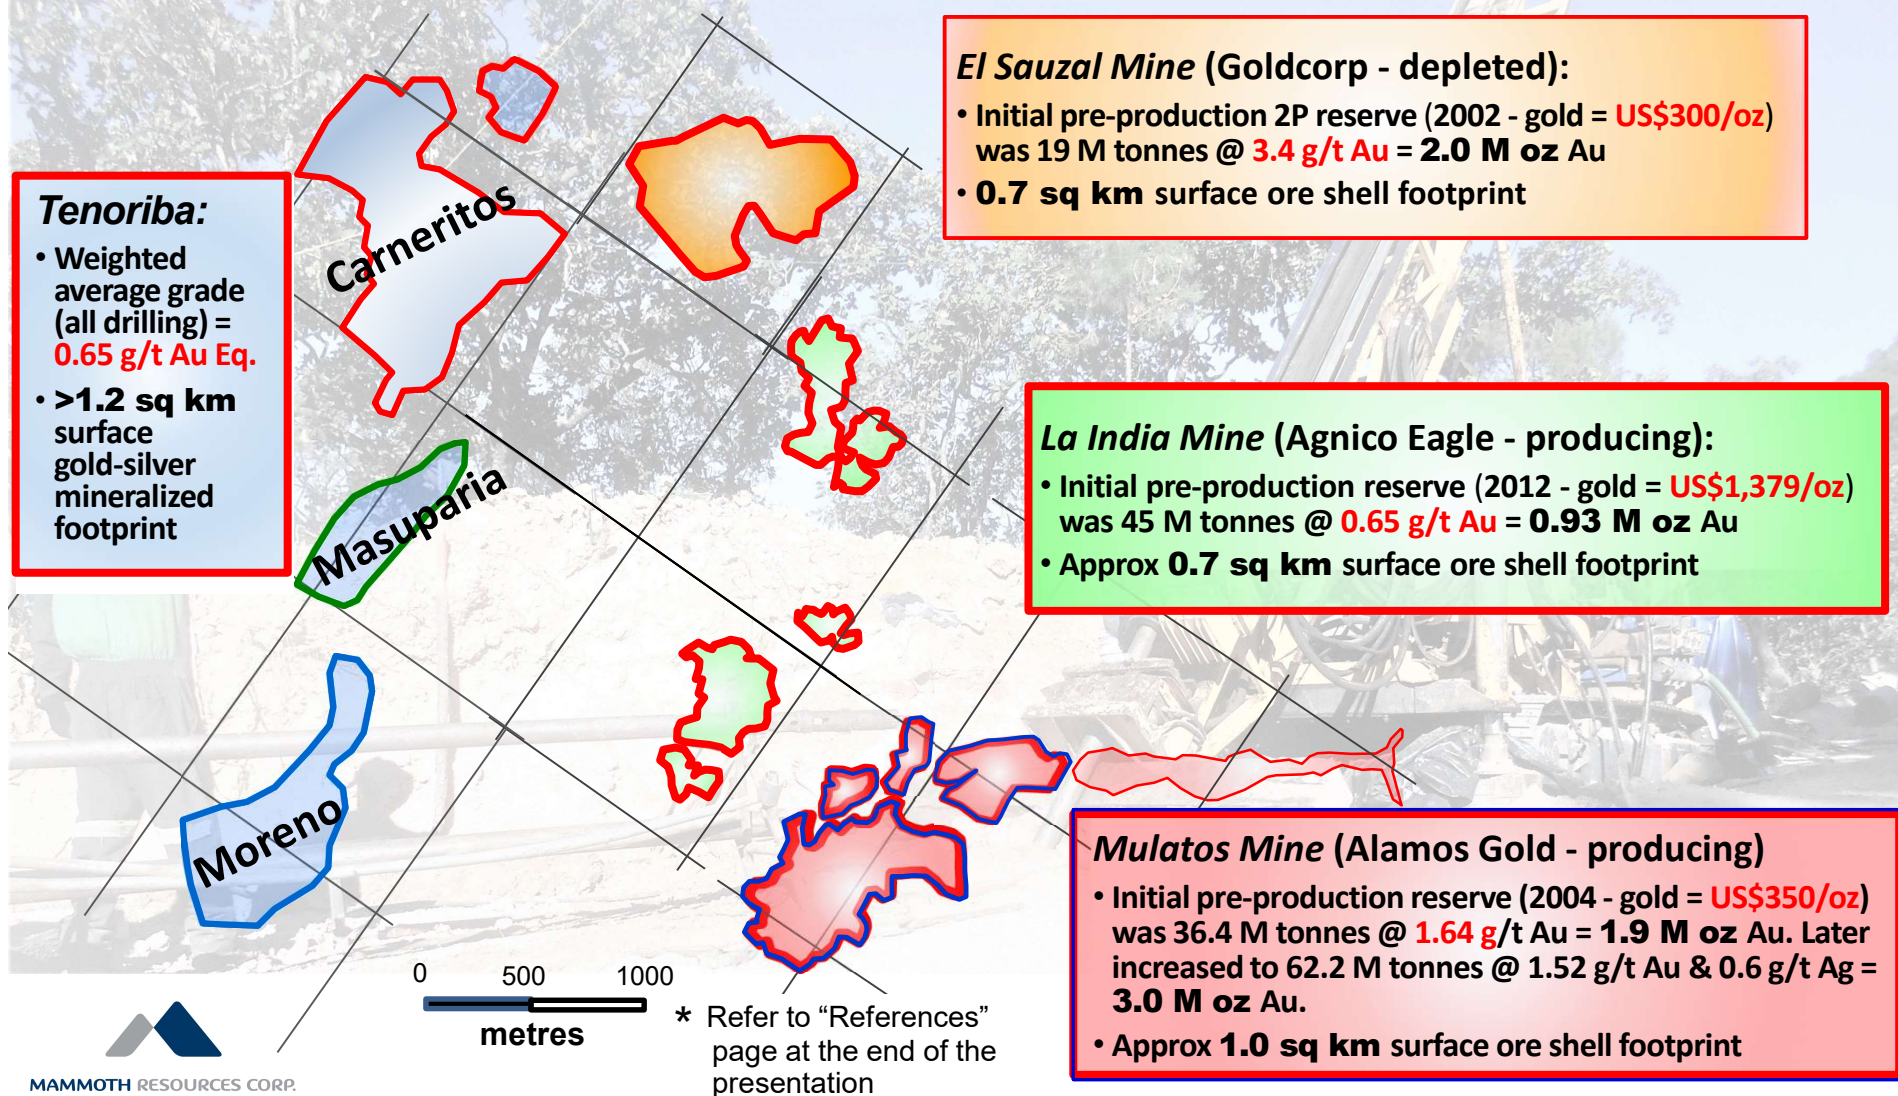 El Sauzal Mine (Goldcorp - depleted):
• Initial pre-production 2P reserve (2002 - gold = US$300/oz)
was 19 M tonnes @ 3.4 g/t Au = 2.0 M oz Au
• 0.7 sq km surface ore shell footprint
Tenoriba:
• Weighted
average grade
(all drilling) =
0.65 g/t Au Eq.
• >1.2 sq km
surface
gold-silver
mineralized
footprint
Carneritos
Masuparia
Moreno
La India Mine (Agnico Eagle - producing):
• Initial pre-production reserve (2012 - gold = US$1,379/oz)
was 45 M tonnes @ 0.65 g/t Au = 0.93 M oz Au
• Approx 0.7 sq km surface ore shell footprint
Mulatos Mine (Alamos Gold - producing)
• Initial pre-production reserve (2004 - gold = US$350/oz)
was 36.4 M tonnes @ 1.64 g/t Au = 1.9 M oz Au. Later
increased to 62.2 M tonnes @ 1.52 g/t Au & 0.6 g/t Ag =
3.0 M oz Au.
• Approx 1.0 sq km surface ore shell footprint
0 500 1000
metres
* Refer to “References”
page at the end of the
presentation
MAMMOTH RESOURCES CORP.